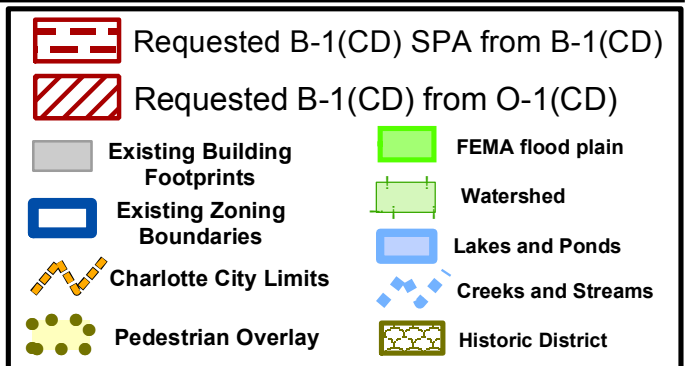 Requested B-1(CD) SPA from B-1(CD)
Requested B-1(CD) from O-1(CD)
Existing Building
Footprints
Existing Zoning
Boundaries
Charlotte City Limits
Pedestrian Overlay
FEMA flood plain
Watershed
Lakes and Ponds
Creeks and Streams
Historic District